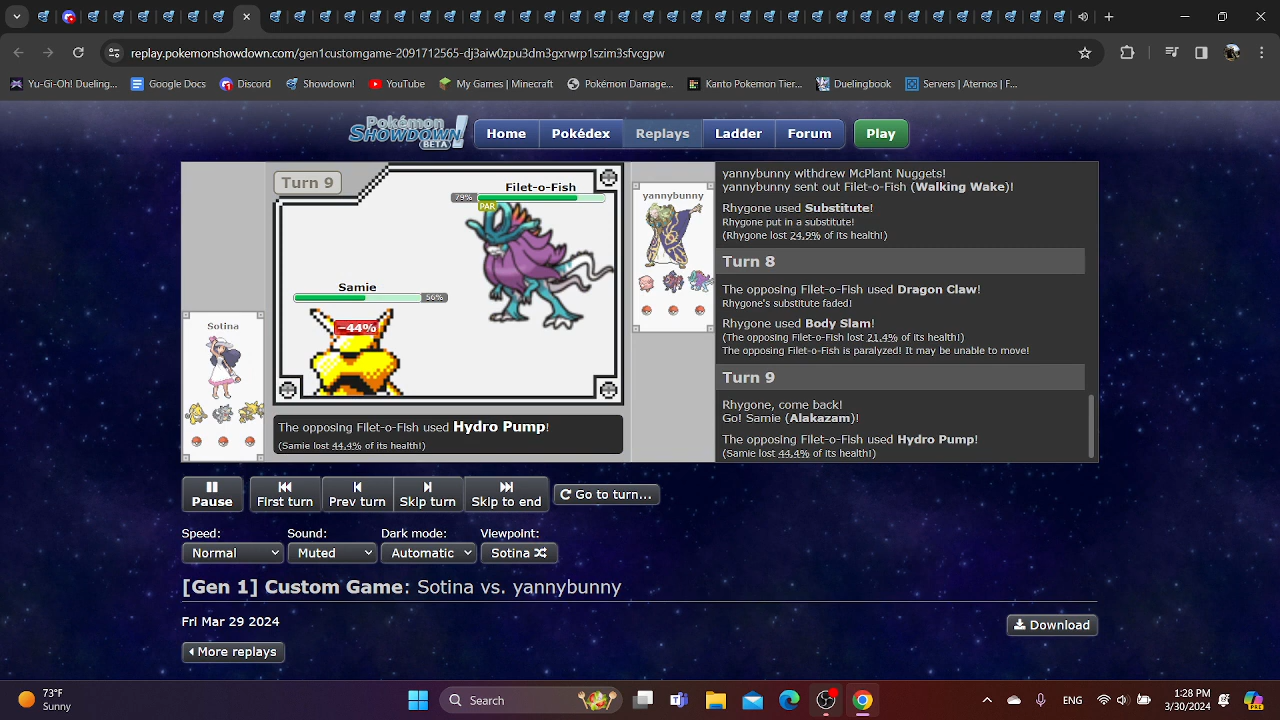 replay.pokemonshowdown.com/gen1customgame-2091712565-dj3aiw0zpu3dm3gxrwrp1szim3sfvcgpw
Yu-Gi-Oh! Dueling...
Google Docs
Discord
Showdown!
YouTube
My Games | Minecraft
Pokémon Damage...
Kanto Pokemon Tier...
Duelingbook
Servers | Aternos | F...
Pokémon
SHOWDOWN!
BETA
Home
Pokédex
Replays
Ladder
Forum
Play
Turn 9
Filet-o-Fish
79%
PAR
Samie
56%
−44%
Sotina
yannybunny
The opposing Filet-o-Fish used Hydro Pump!
(Samie lost 44.4% of its health!)
yannybunny withdrew McPoint Nuggets!
yannybunny sent out Filet-o-Fish (Walking Wake)!
Rhygone used Substitute!
Rhygone put in a substitute!
(Rhygone lost 24.9% of its health!)
Turn 8
The opposing Filet-o-Fish used Dragon Claw!
Rhygone's substitute faded!
Rhygone used Body Slam!
(The opposing Filet-o-Fish lost 21.4% of its health!)
The opposing Filet-o-Fish is paralyzed! It may be unable to move!
Turn 9
Rhygone, come back!
Go! Samie (Alakazam)!
The opposing Filet-o-Fish used Hydro Pump!
(Samie lost 44.4% of its health!)
Pause
First turn
Prev turn
Skip turn
Skip to end
Go to turn...
Speed:
Sound:
Dark mode:
Viewpoint:
Normal
Muted
Automatic
Sotina
[Gen 1] Custom Game: Sotina vs. yannybunny
Fri Mar 29 2024
Download
More replays
73°F
Sunny
Search
ENG
1:28 PM
3/30/2024
PRE